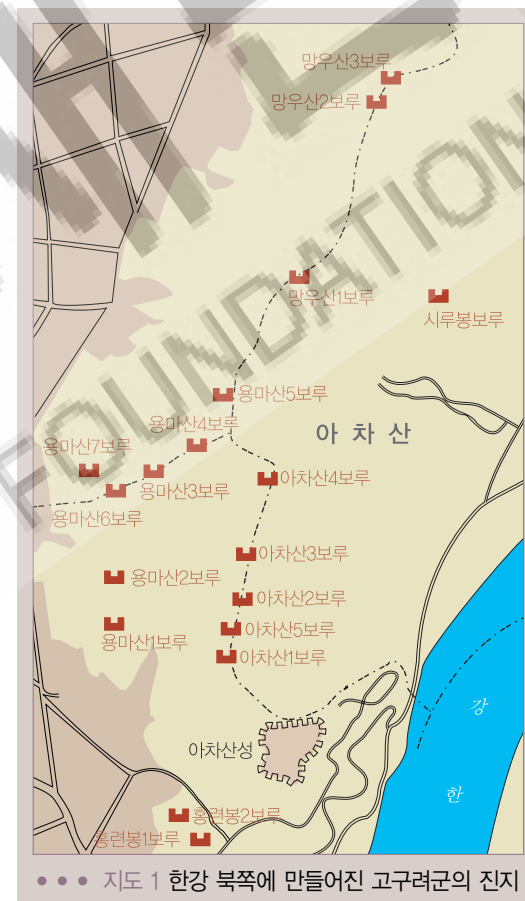 망우산3보루
망우산2보루
망우산1보루
시루봉보루
용마산5보루
용마산4보루
아 차 산
용마산7보루
아차산4보루
용마산3보루
용마산6보루
아차산3보루
용마산2보루
아차산2보루
아차산5보루
용마산1보루
아차산1보루
강
아차산성
한
홍련봉2보루
홍련봉1보루
••• 지도 1 한강 북쪽에 만들어진 고구려군의 진지
FOUNDATION